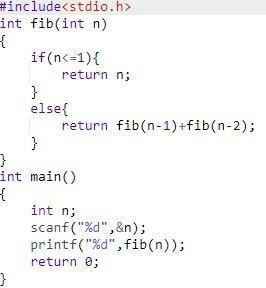 #include<stdio.h>
int fib(int n)
{
    if(n<=1){
        return n;
    }
    else{
        return fib(n-1)+fib(n-2);
    }
}
int main()
{
    int n;
    scanf("%d",&n);
    printf("%d",fib(n));
    return 0;
}